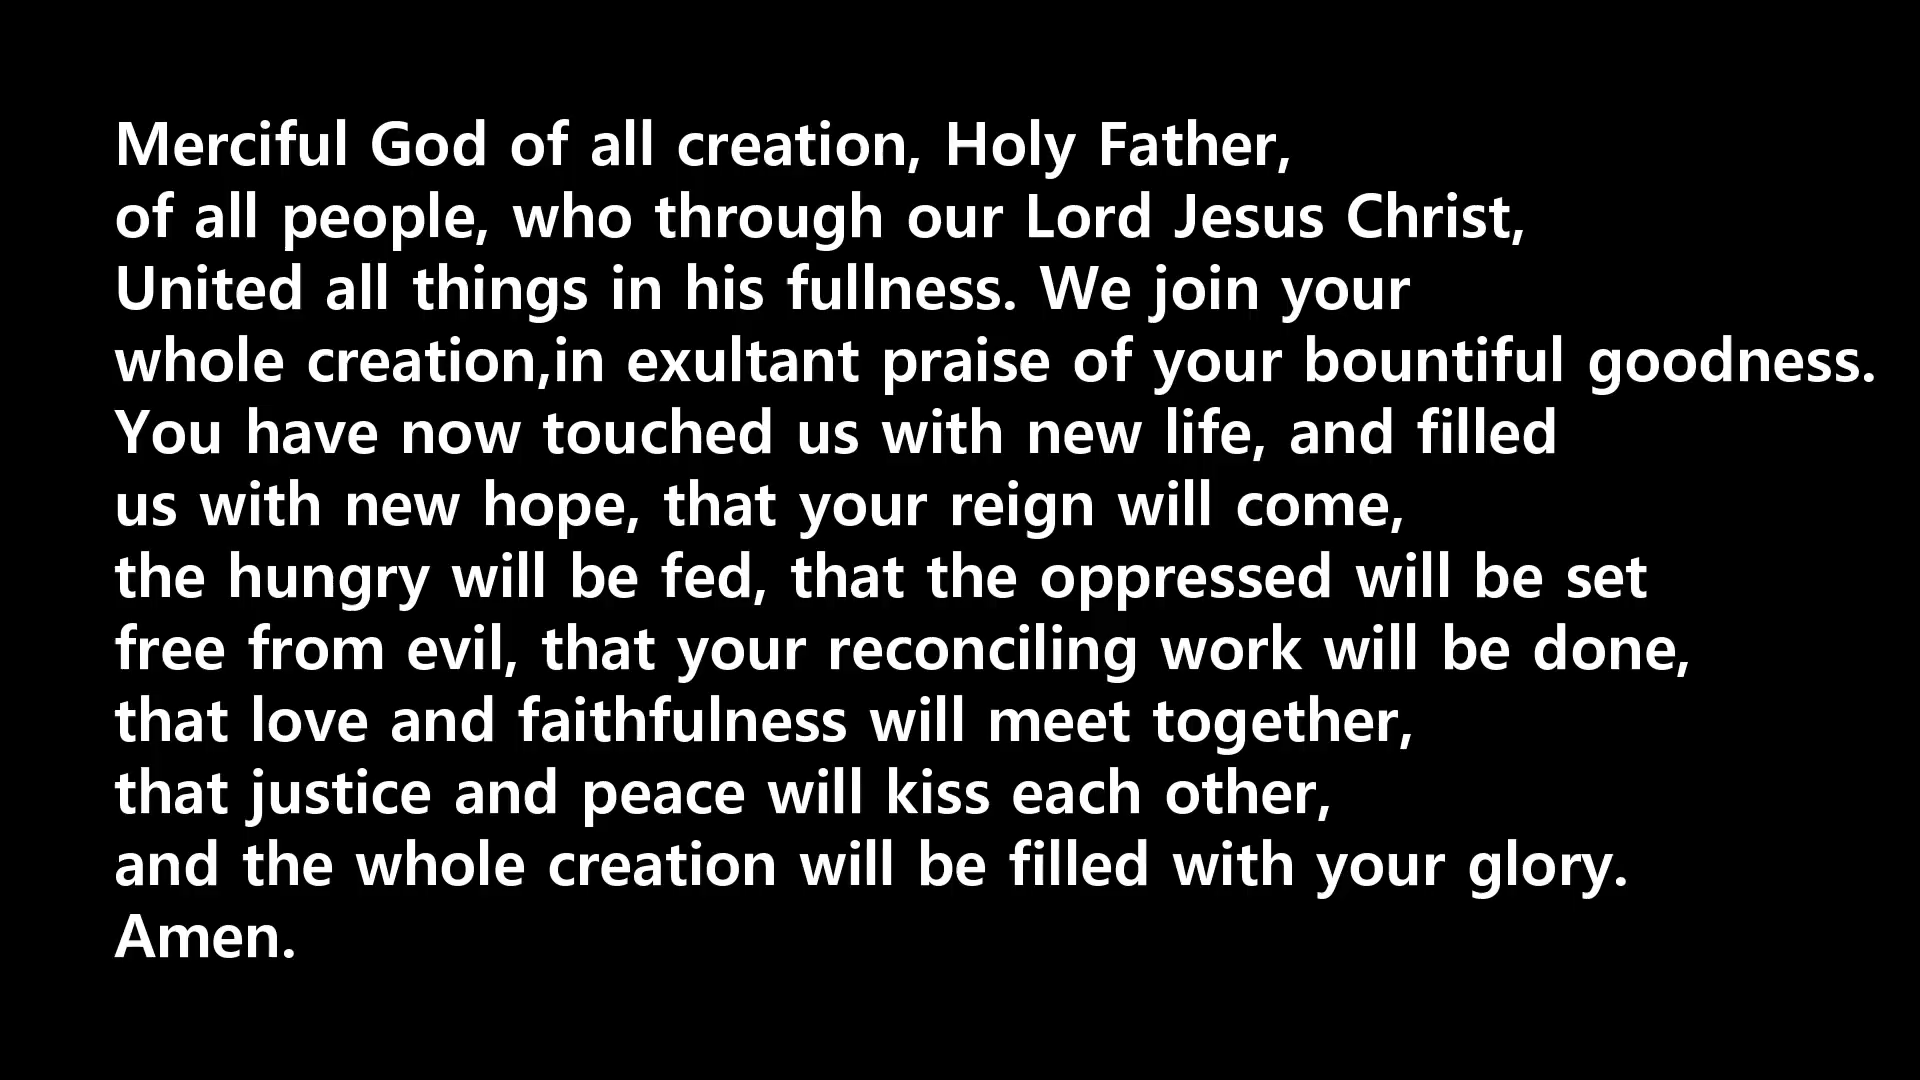 Merciful God of all creation, Holy Father,
of all people, who through our Lord Jesus Christ,
United all things in his fullness. We join your
whole creation,in exultant praise of your bountiful goodness.
You have now touched us with new life, and filled
us with new hope, that your reign will come,
the hungry will be fed, that the oppressed will be set
free from evil, that your reconciling work will be done,
that love and faithfulness will meet together,
that justice and peace will kiss each other,
and the whole creation will be filled with your glory.
Amen.